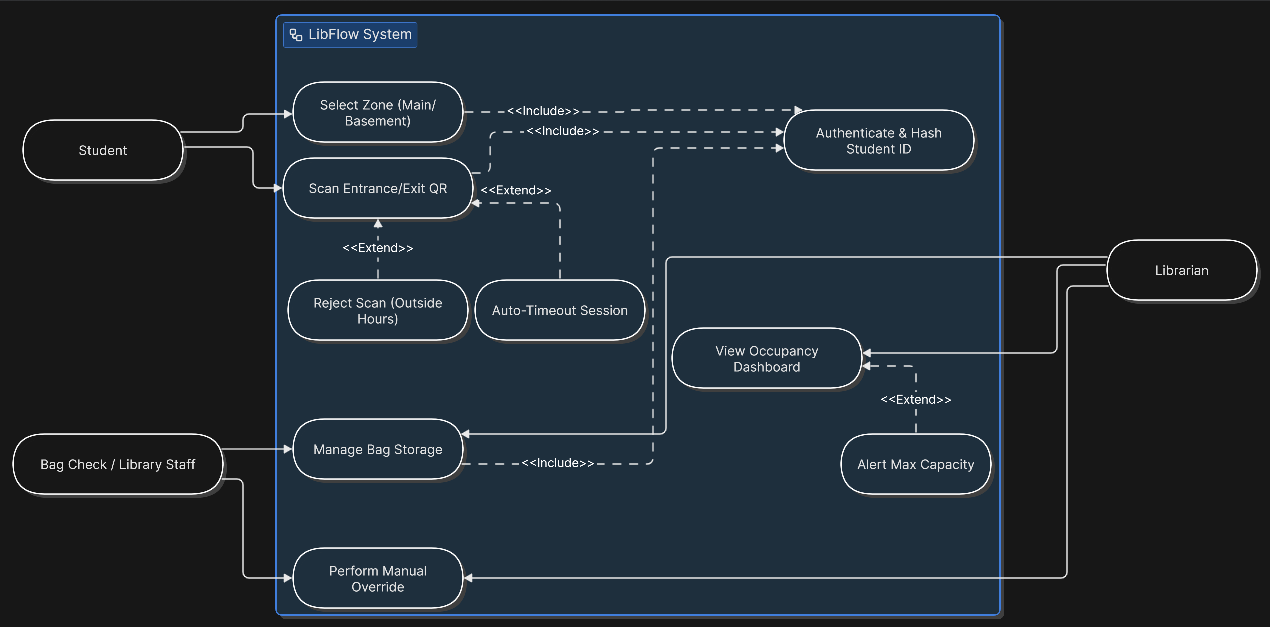 LibFlow System
Select Zone (Main/
Basement)
<<Include>>
<<Include>>
Authenticate & Hash
Student ID
Student
Scan Entrance/Exit QR
<<Extend>>
<<Extend>>
Librarian
Reject Scan (Outside
Hours)
Auto-Timeout Session
View Occupancy
Dashboard
<<Extend>>
Manage Bag Storage
Bag Check / Library Staff
<<Include>>
Alert Max Capacity
Perform Manual
Override